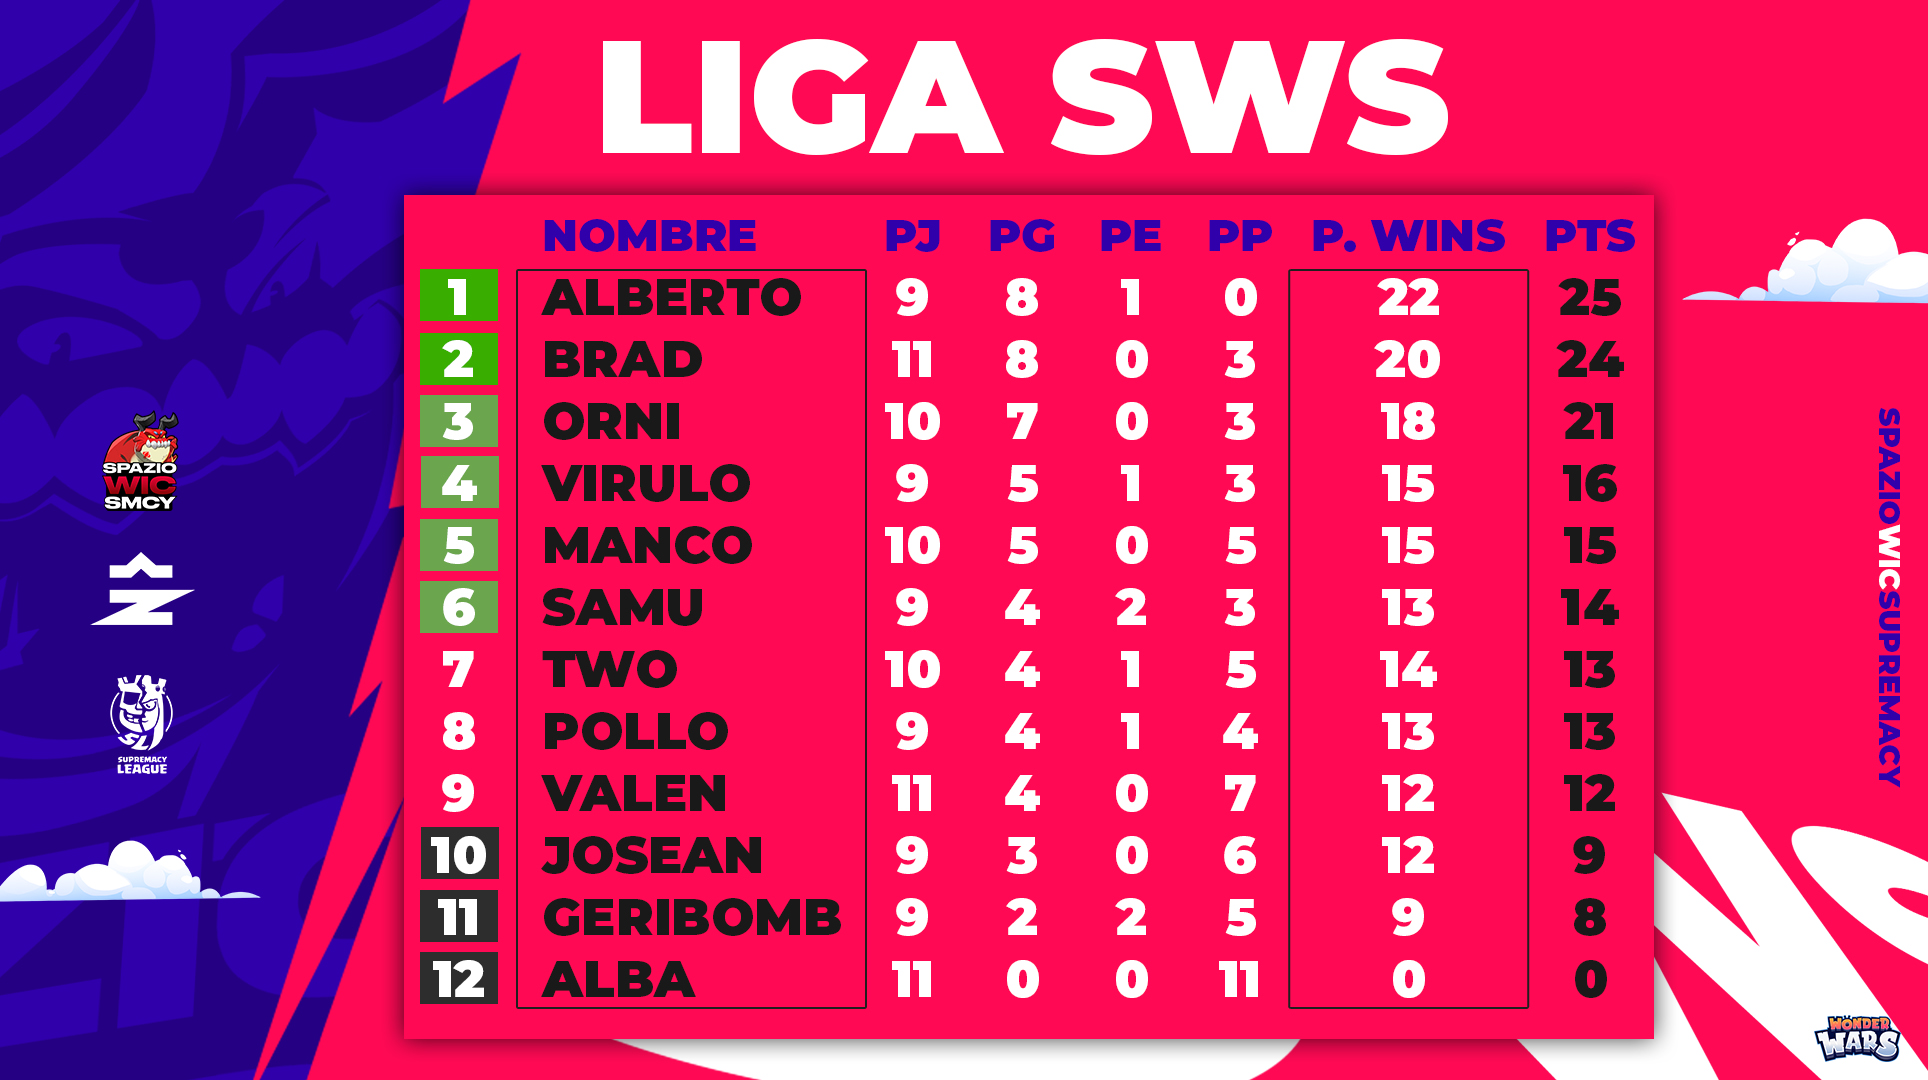 LIGA SWS
NOMBRE PJ PG PE PP P. WINS PTS
1 ALBERTO 9 8 1 0 22 25
2 BRAD 11 8 0 3 20 24
3 ORNI 10 7 0 3 18 21
4 VIRULO 9 5 1 3 15 16
5 MANCO 10 5 0 5 15 15
6 SAMU 9 4 2 3 13 14
7 TWO 10 4 1 5 14 13
8 POLLO 9 4 1 4 13 13
9 VALEN 11 4 0 7 12 12
10 JOSEAN 9 3 0 6 12 9
11 GERIBOMB 9 2 2 5 9 8
12 ALBA 11 0 0 11 0 0
SPAZIO
WIC
SMCY
SL
SUPREMACY
LEAGUE
SPAZIOWICSUPREMACY
WONDER
WARS